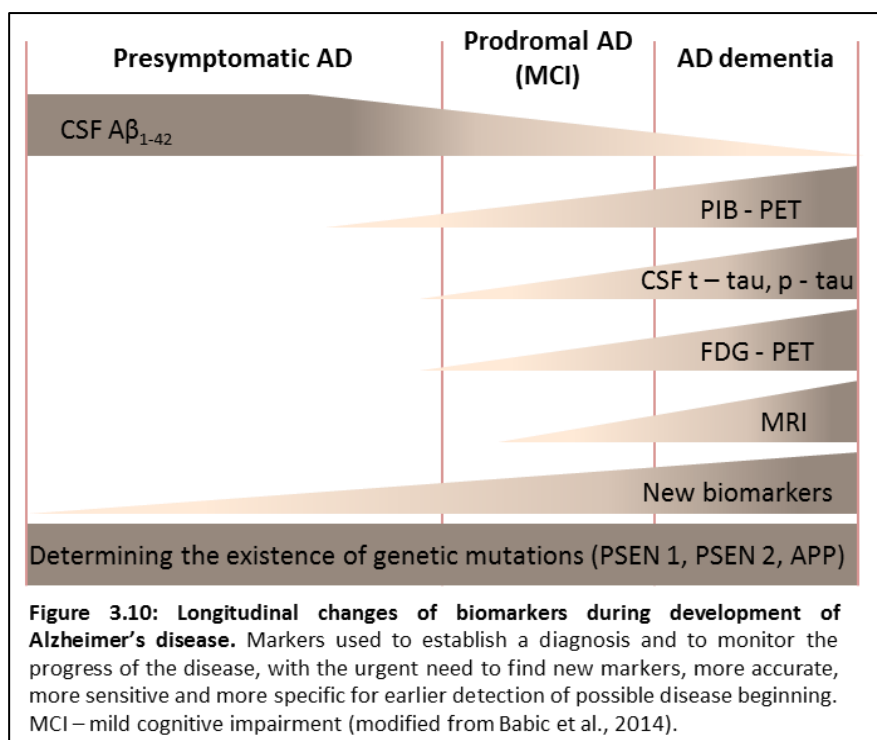 Presymptomatic AD
Prodromal AD
(MCI)
AD dementia
CSF Aβ₁₋₄₂
PIB - PET
CSF t – tau, p - tau
FDG - PET
MRI
New biomarkers
Determining the existence of genetic mutations (PSEN 1, PSEN 2, APP)
Figure 3.10: Longitudinal changes of biomarkers during development of
Alzheimer's disease. Markers used to establish a diagnosis and to monitor the
progress of the disease, with the urgent need to find new markers, more accurate,
more sensitive and more specific for earlier detection of possible disease beginning.
MCI – mild cognitive impairment (modified from Babic et al., 2014).